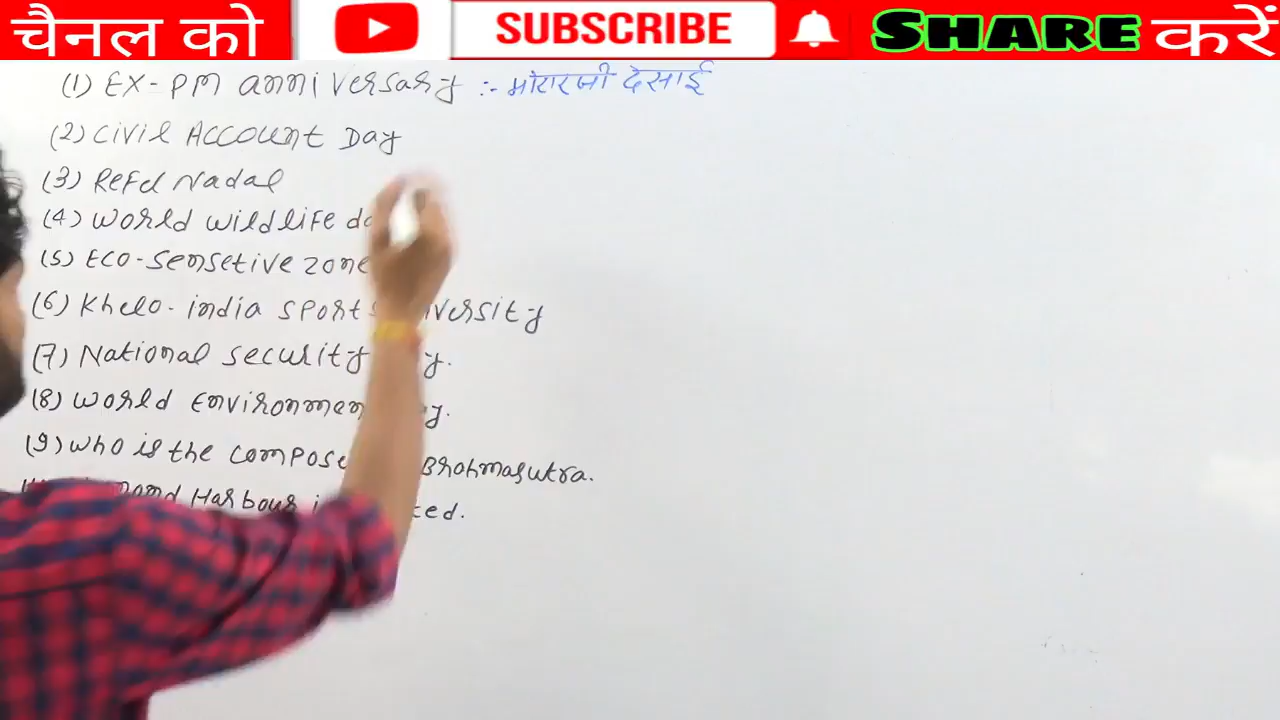 चैनल को SUBSCRIBE SHARE करें
(1) EX-PM anniversary :- मोरारजी देसाई
(2) Civil Account Day
(3) Refel Nadal
(4) World wildlife
(5) ECO-Sensetive zone
(6) Khelo-india sports
(7) National security
(8) World Environmen
(9) who is the compose Brohmasutra.
Harbour